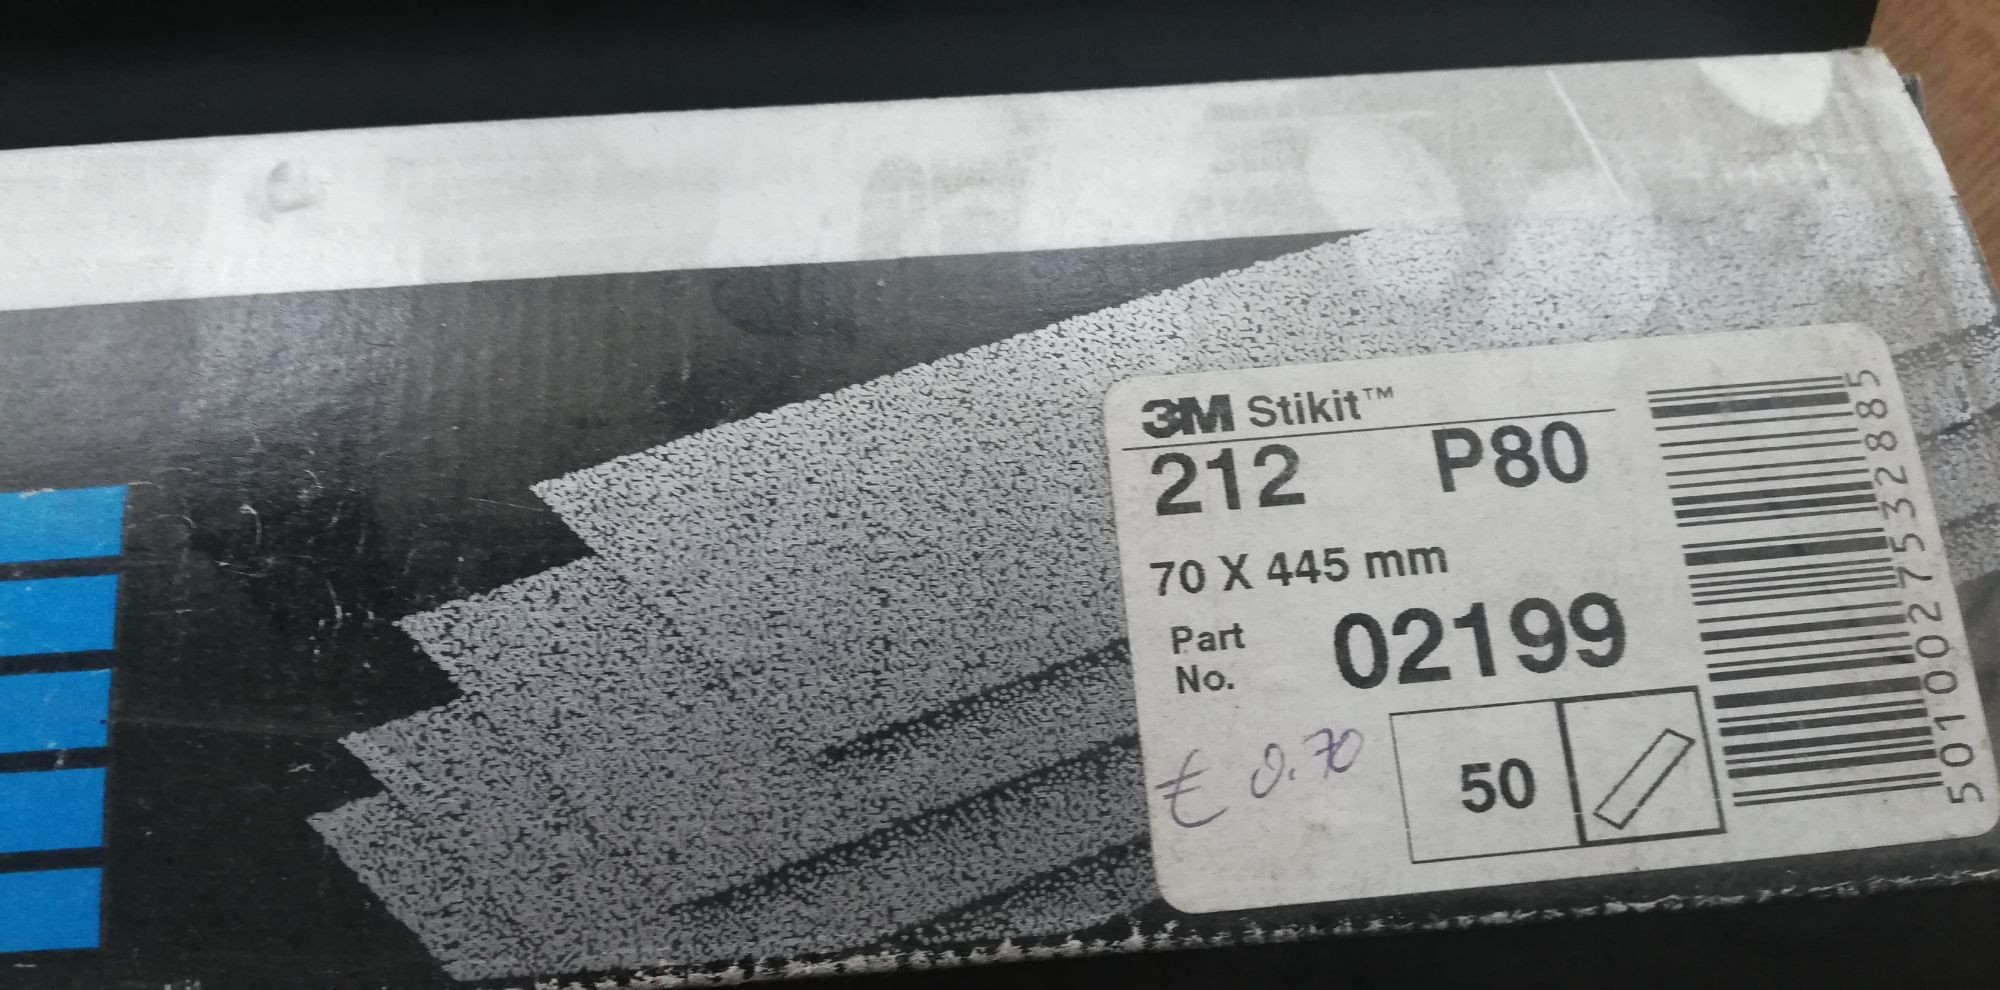 3M Stikit™
212 P80
70 X 445 mm
Part
No. 02199
€ 0.70
50
5010027532885